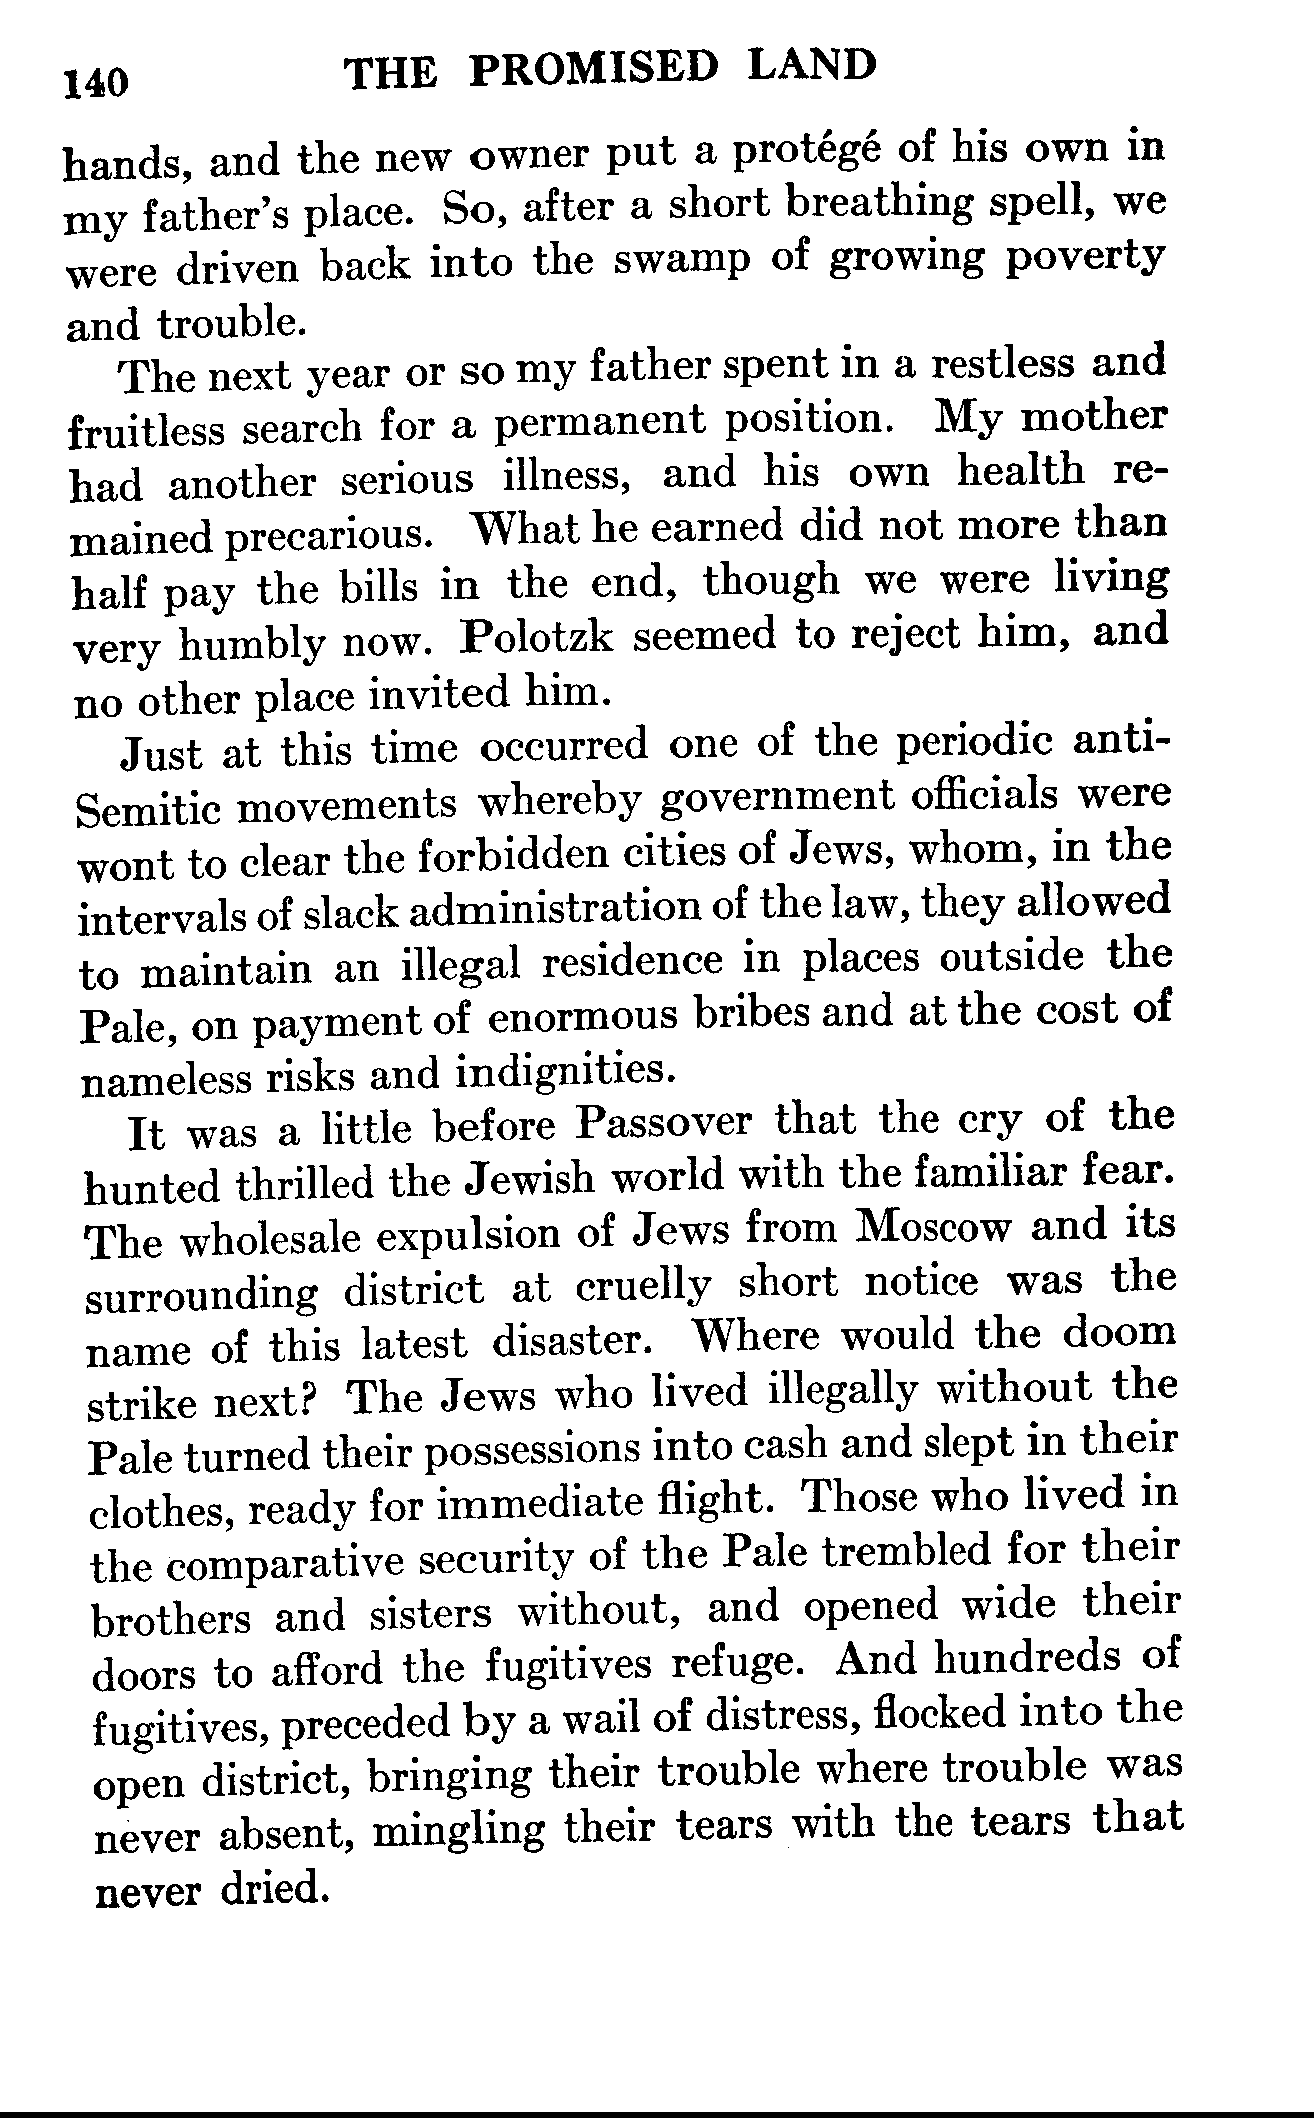 140 THE PROMISED LAND
hands, and the new owner put a protégé of his own in
my father's place. So, after a short breathing spell, we
were driven back into the swamp of growing poverty
and trouble.
The next year or so my father spent in a restless and
fruitless search for a permanent position. My mother
had another serious illness, and his own health re-
mained precarious. What he earned did not more than
half pay the bills in the end, though we were living
very humbly now. Polotzk seemed to reject him, and
no other place invited him.
Just at this time occurred one of the periodic anti-
Semitic movements whereby government officials were
wont to clear the forbidden cities of Jews, whom, in the
intervals of slack administration of the law, they allowed
to maintain an illegal residence in places outside the
Pale, on payment of enormous bribes and at the cost of
nameless risks and indignities.
It was a little before Passover that the cry of the
hunted thrilled the Jewish world with the familiar fear.
The wholesale expulsion of Jews from Moscow and its
surrounding district at cruelly short notice was the
name of this latest disaster. Where would the doom
strike next? The Jews who lived illegally without the
Pale turned their possessions into cash and slept in their
clothes, ready for immediate flight. Those who lived in
the comparative security of the Pale trembled for their
brothers and sisters without, and opened wide their
doors to afford the fugitives refuge. And hundreds of
fugitives, preceded by a wail of distress, flocked into the
open district, bringing their trouble where trouble was
never absent, mingling their tears with the tears that
never dried.